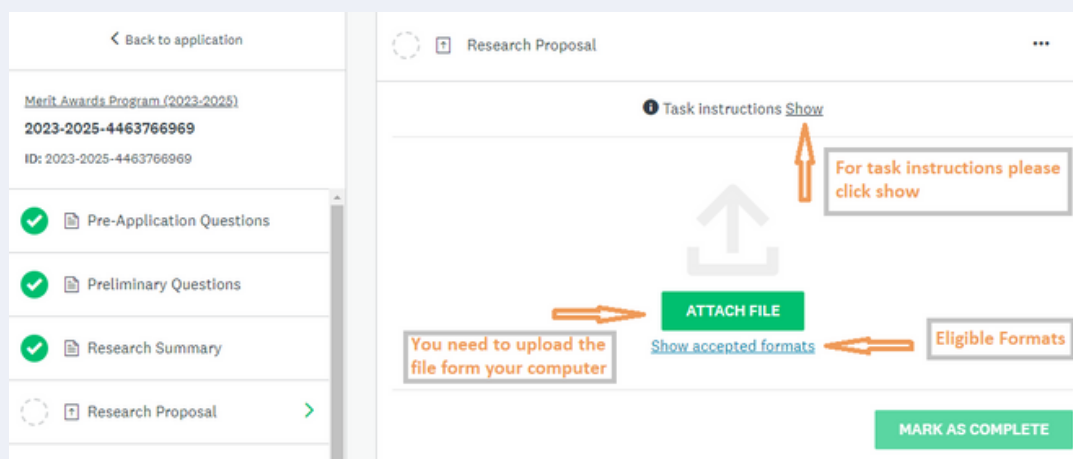 Back to application
Merit Awards Program (2023-2025)
2023-2025-4463766969
ID: 2023-2025-4463766969
Pre-Application Questions
Preliminary Questions
Research Summary
Research Proposal
Research Proposal
...
Task instructions Show
For task instructions please
click show
ATTACH FILE
Show accepted formats
You need to upload the
file form your computer
Eligible Formats
MARK AS COMPLETE